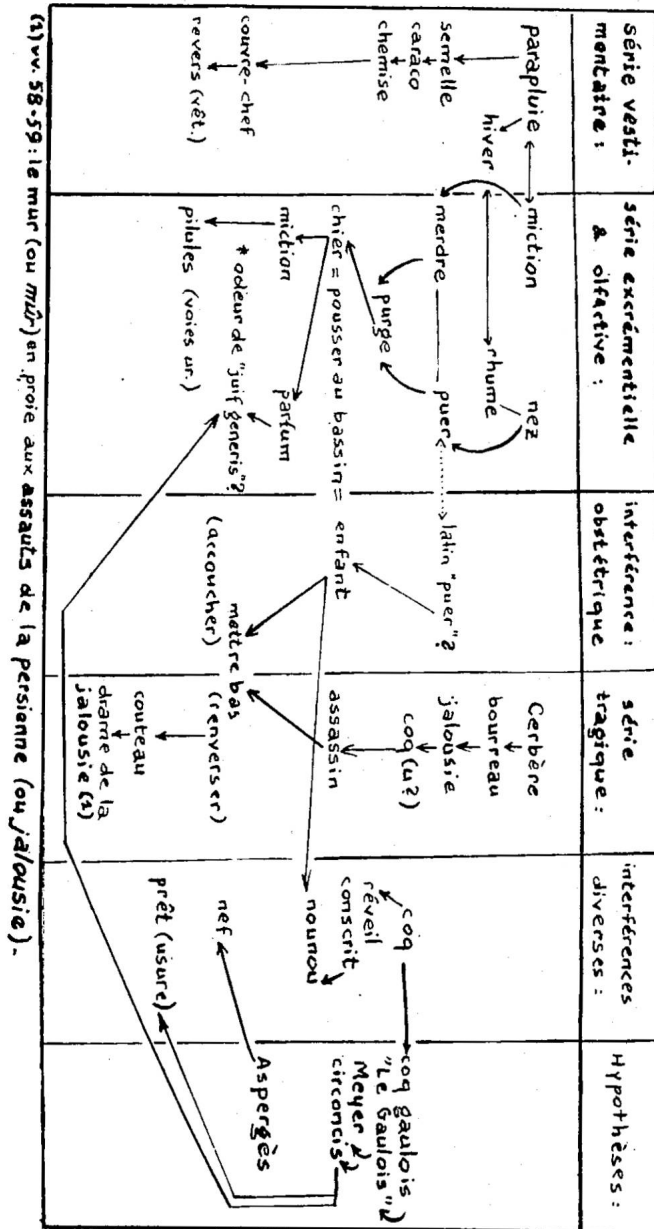 série vesti-
mentaire :
parapluie
hiver
semelle
caraco
chemise
couvre-chef
revers (vêt.)
série excrémentielle
& olfactive :
miction
nez
rhume
merdre
puer
purge
chier = pousser au bassin = enfant
miction
parfum
* odeur de "juif generis"?
pilules (voies ur.)
interférence :
obstétrique
latin "puer"?
mettre bas
(accoucher)
(renverser)
série
tragique :
Cerbère
bourreau
jalousie
coq (u?)
assassin
couteau
drame de la
jalousie (1)
interférences
diverses :
coq
réveil
conscrit
nounou
nef
prêt (usure)
Hypothèses :
coq gaulois
"Le Gaulois"
Meyer
circoncis
Aspergès
(1) vv. 58-59 : le mur (ou mûr) en proie aux assauts de la persienne (ou jalousie).